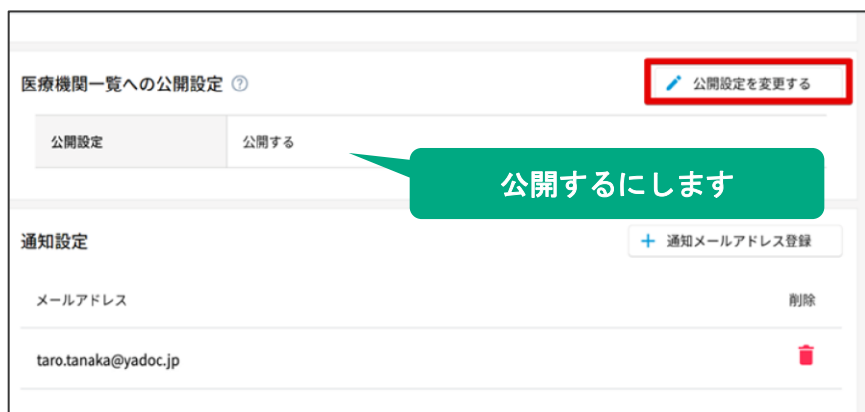 医療機関一覧への公開設定 ?
公開設定を変更する
公開設定 公開する
公開するにします
通知設定
+ 通知メールアドレス登録
メールアドレス 削除
taro.tanaka@yadoc.jp